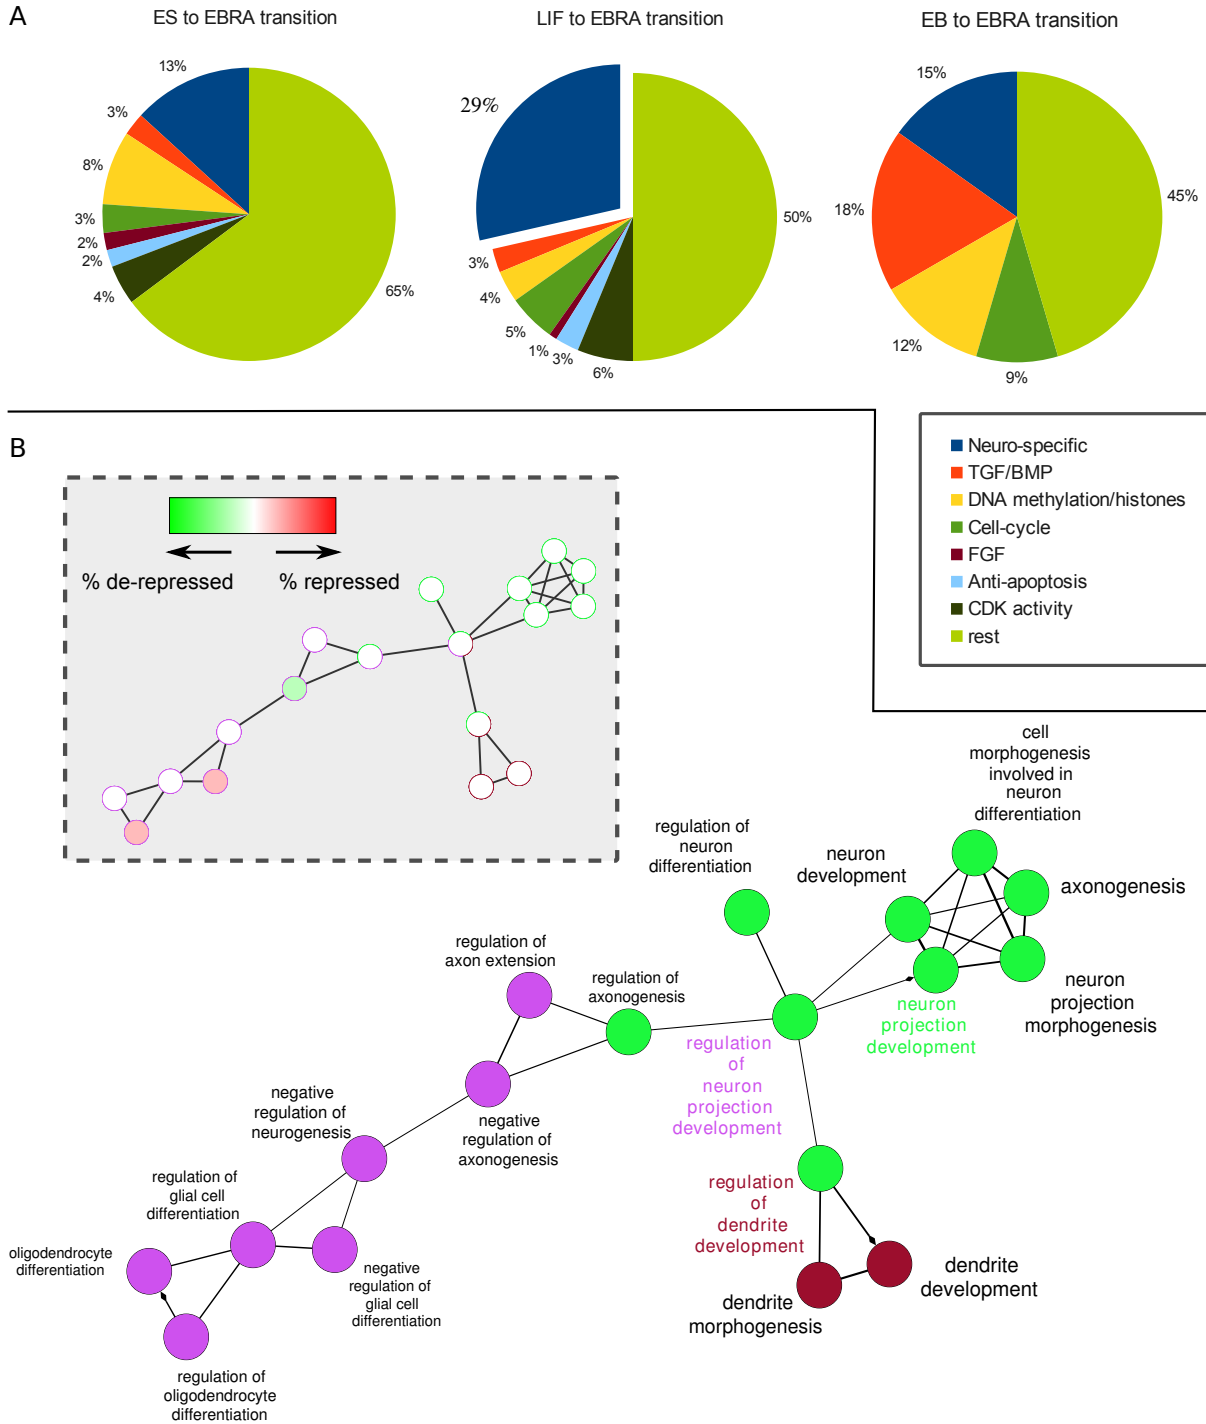 A
ES to EBRA transition
LIF to EBRA transition
EB to EBRA transition
13%
3%
8%
3%
2%
2%
4%
65%
29%
3%
4%
5%
1%
3%
6%
50%
15%
18%
12%
9%
45%
Neuro-specific
TGF/BMP
DNA methylation/histones
Cell-cycle
FGF
Anti-apoptosis
CDK activity
rest
B
% de-repressed
% repressed
cell
morphogenesis
involved in
neuron
differentiation
regulation of
neuron
differentiation
neuron
development
axonogenesis
neuron
projection
morphogenesis
neuron
projection
development
regulation of
axon extension
regulation of
axonogenesis
regulation
of
neuron
projection
development
negative
regulation of
axonogenesis
negative
regulation of
neurogenesis
regulation of
glial cell
differentiation
oligodendrocyte
differentiation
negative
regulation of
glial cell
differentiation
regulation of
oligodendrocyte
differentiation
regulation
of
dendrite
development
dendrite
development
dendrite
morphogenesis